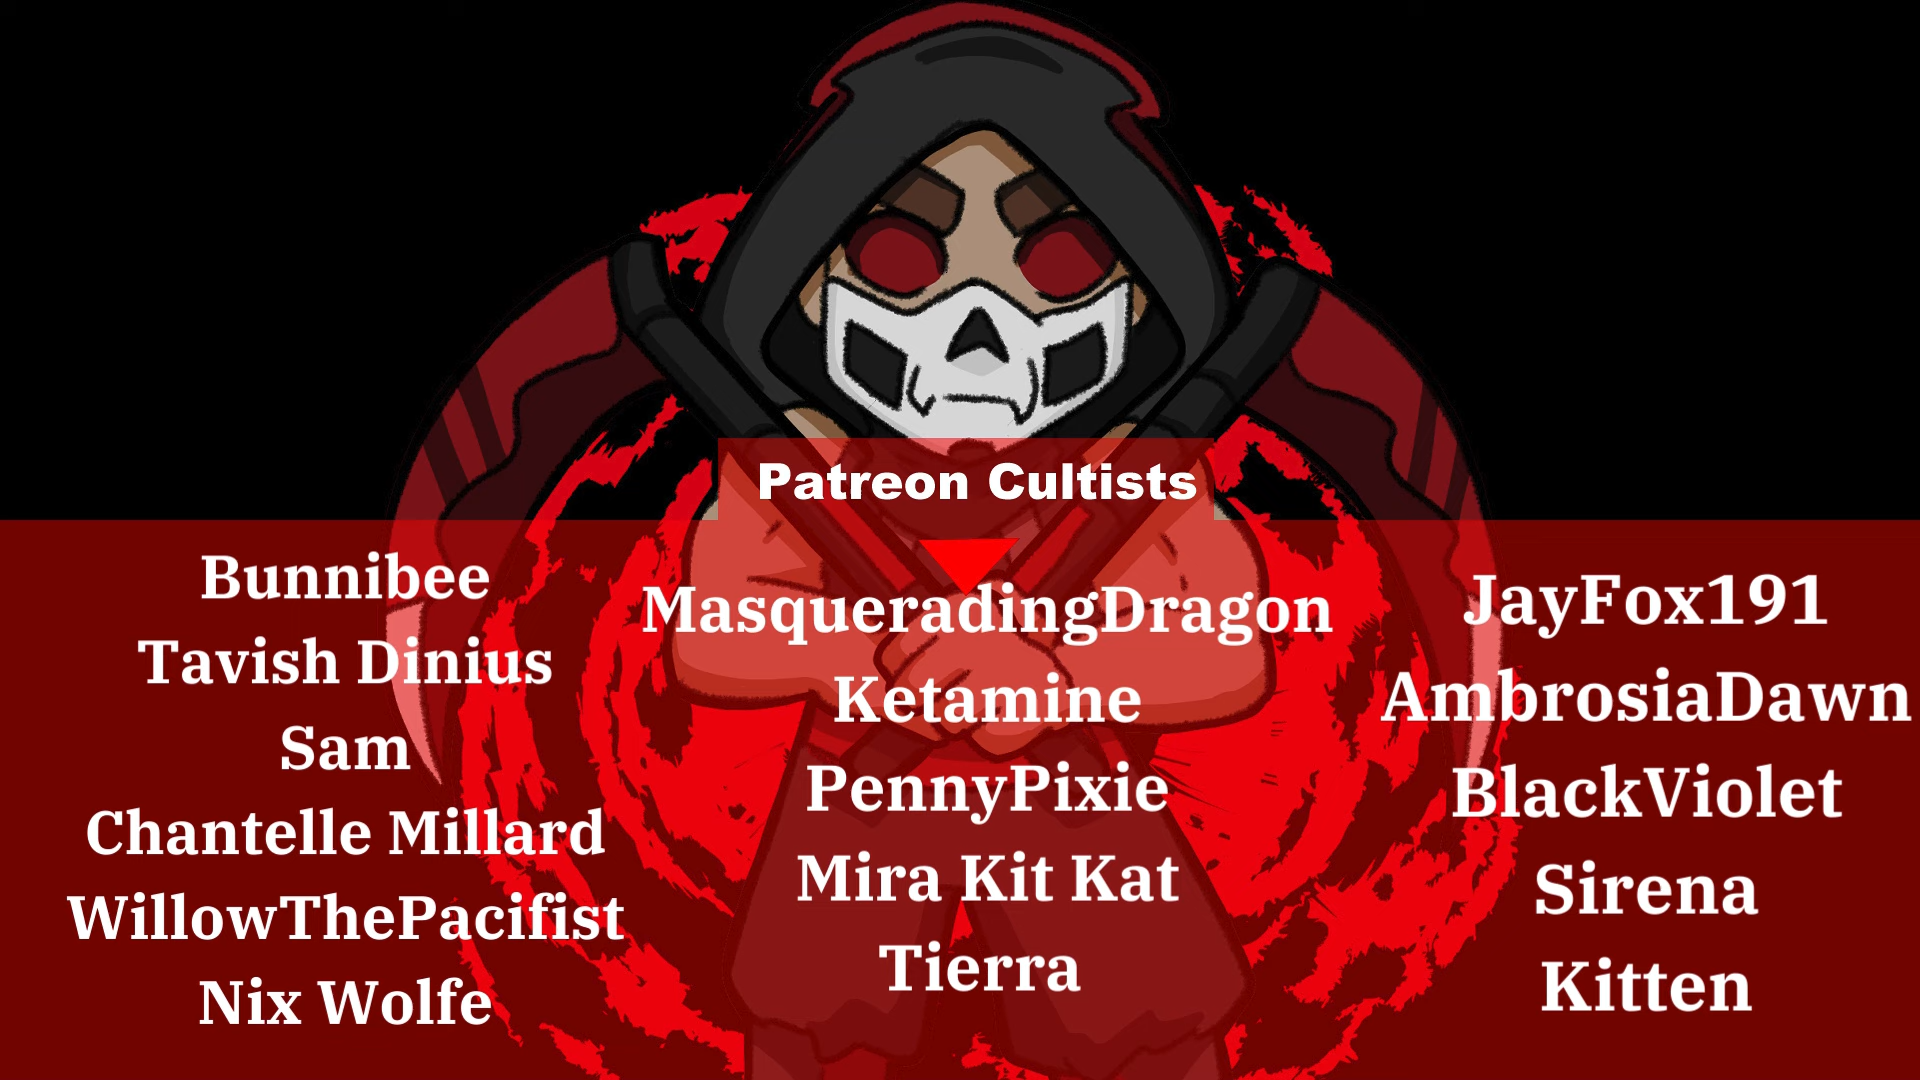 Patreon Cultists
Bunnibee
Tavish Dinius
Sam
Chantelle Millard
WillowThePacifist
Nix Wolfe
MasqueradingDragon
Ketamine
PennyPixie
Mira Kit Kat
Tierra
JayFox191
AmbrosiaDawn
BlackViolet
Sirena
Kitten